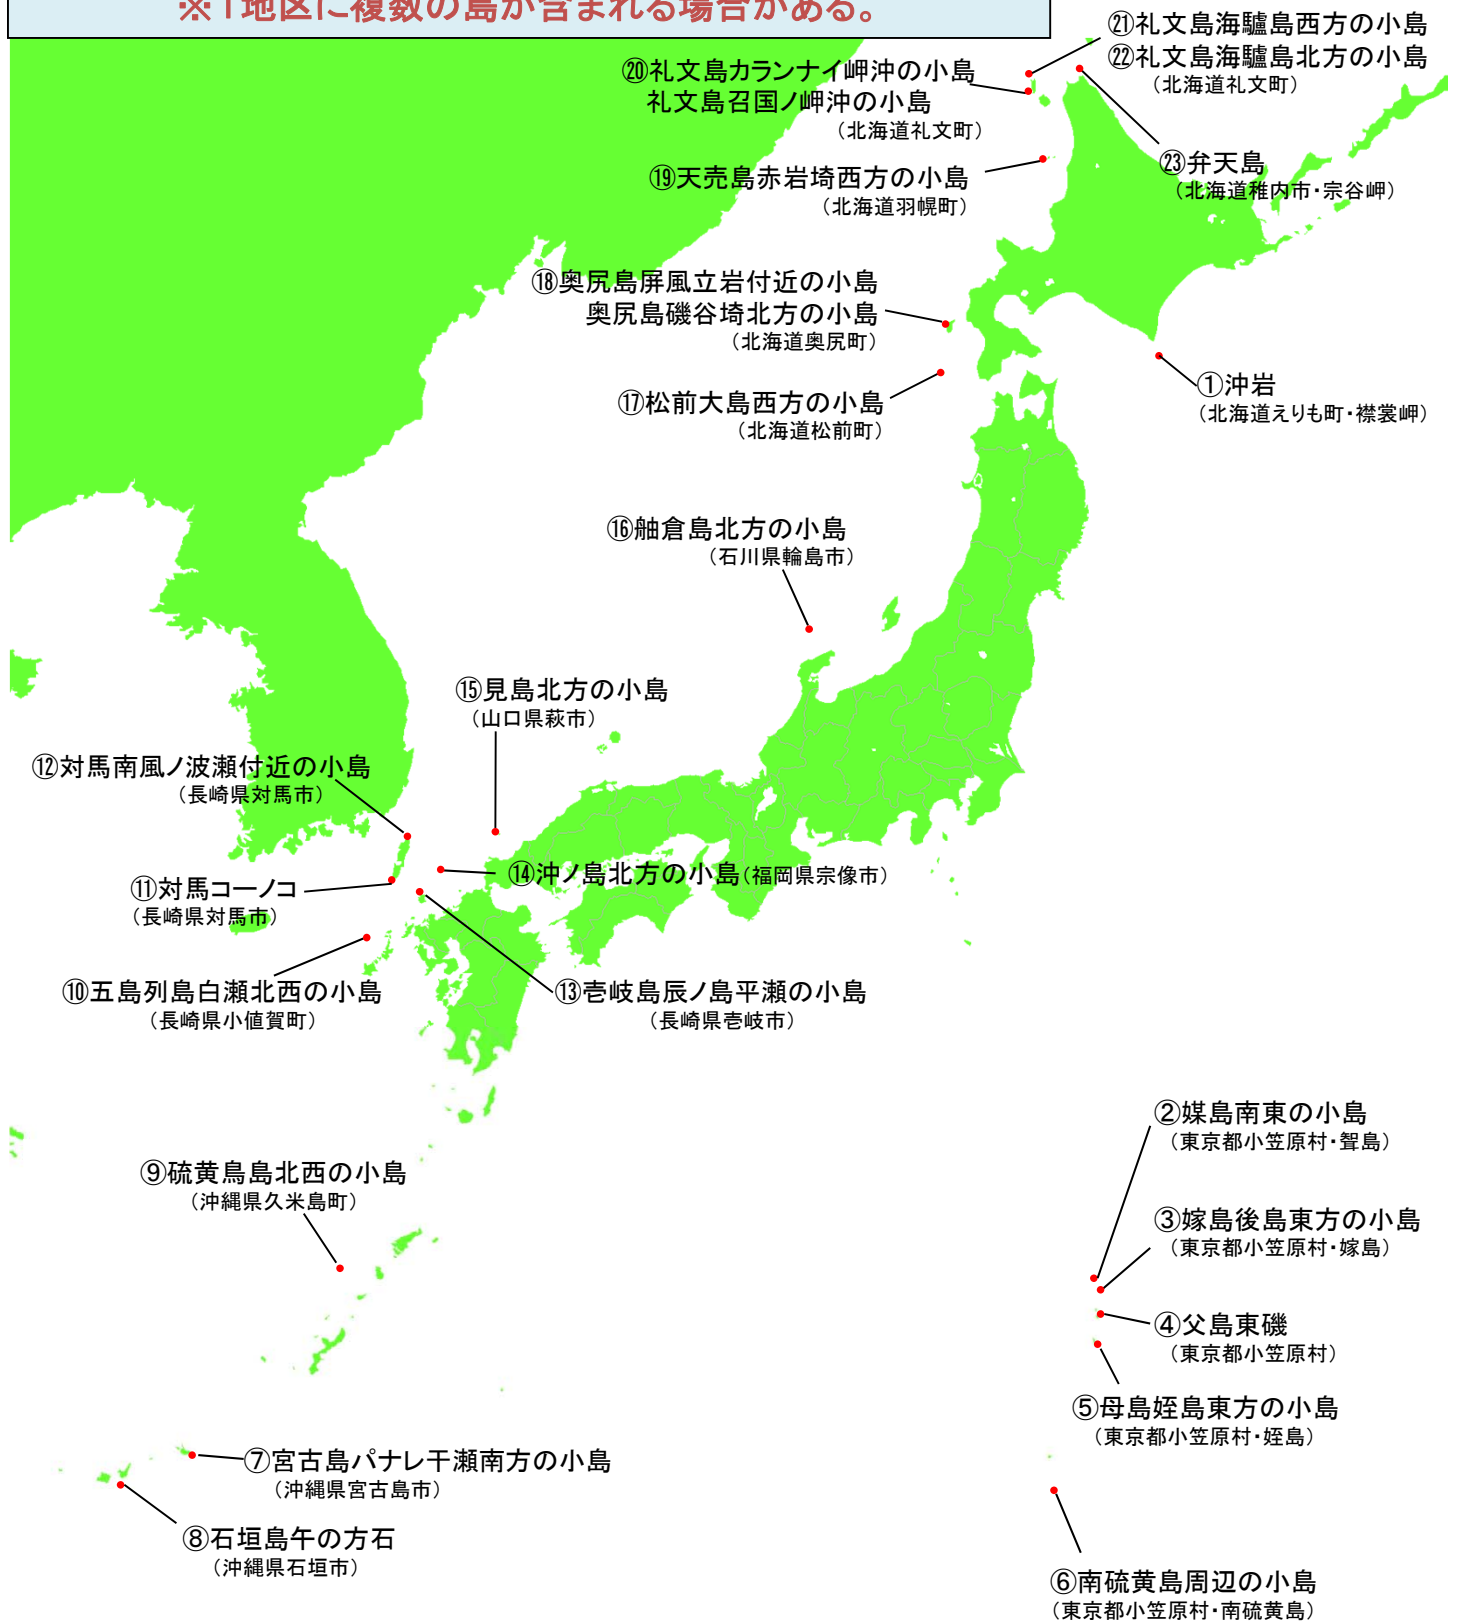 ※1地区に複数の島が含まれる場合がある。
㉑礼文島海驢島西方の小島
㉒礼文島海驢島北方の小島
（北海道礼文町）
⑳礼文島カランナイ岬沖の小島
礼文島召国ノ岬沖の小島
（北海道礼文町）
㉓弁天島
（北海道稚内市・宗谷岬）
⑲天売島赤岩埼西方の小島
（北海道羽幌町）
⑱奥尻島屏風立岩付近の小島
奥尻島磯谷埼北方の小島
（北海道奥尻町）
①沖岩
（北海道えりも町・襟裳岬）
⑰松前大島西方の小島
（北海道松前町）
⑯舳倉島北方の小島
（石川県輪島市）
⑮見島北方の小島
（山口県萩市）
⑫対馬南風ノ波瀬付近の小島
（長崎県対馬市）
⑭沖ノ島北方の小島（福岡県宗像市）
⑪対馬コーノコ
（長崎県対馬市）
⑩五島列島白瀬北西の小島
（長崎県小値賀町）
⑬壱岐島辰ノ島平瀬の小島
（長崎県壱岐市）
②媒島南東の小島
（東京都小笠原村・聟島）
⑨硫黄鳥島北西の小島
（沖縄県久米島町）
③嫁島後島東方の小島
（東京都小笠原村・嫁島）
④父島東磯
（東京都小笠原村）
⑤母島姪島東方の小島
（東京都小笠原村・姪島）
⑦宮古島パナレ干瀬南方の小島
（沖縄県宮古島市）
⑧石垣島午の方石
（沖縄県石垣市）
⑥南硫黄島周辺の小島
（東京都小笠原村・南硫黄島）